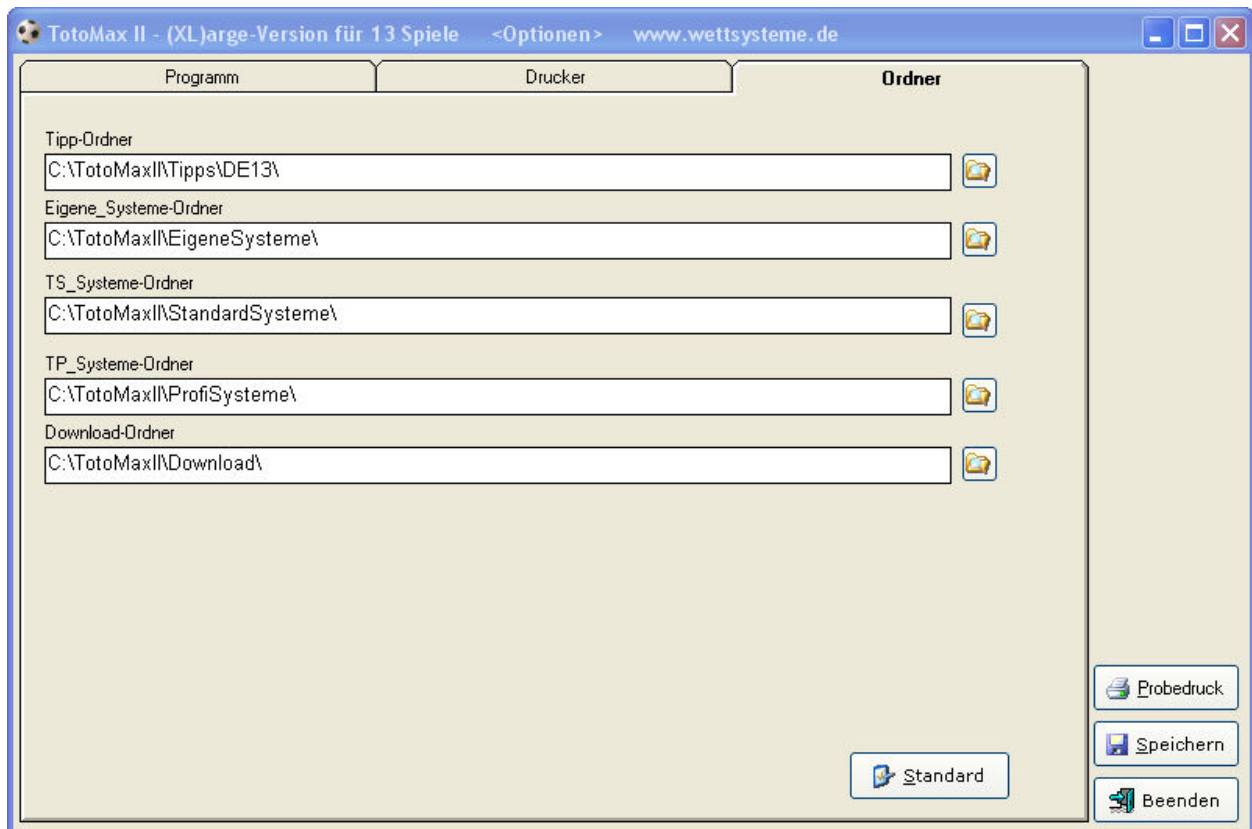 TotoMax II - (XL)arge-Version für 13 Spiele <Optionen> www.wettsysteme.de
Programm Drucker Ordner
Tipp-Ordner
C:\TotoMaxII\Tipps\DE13\
Eigene_Systeme-Ordner
C:\TotoMaxII\EigeneSysteme\
TS_Systeme-Ordner
C:\TotoMaxII\StandardSysteme\
TP_Systeme-Ordner
C:\TotoMaxII\ProfiSysteme\
Download-Ordner
C:\TotoMaxII\Download\
Probedruck
Speichern
Standard
Beenden